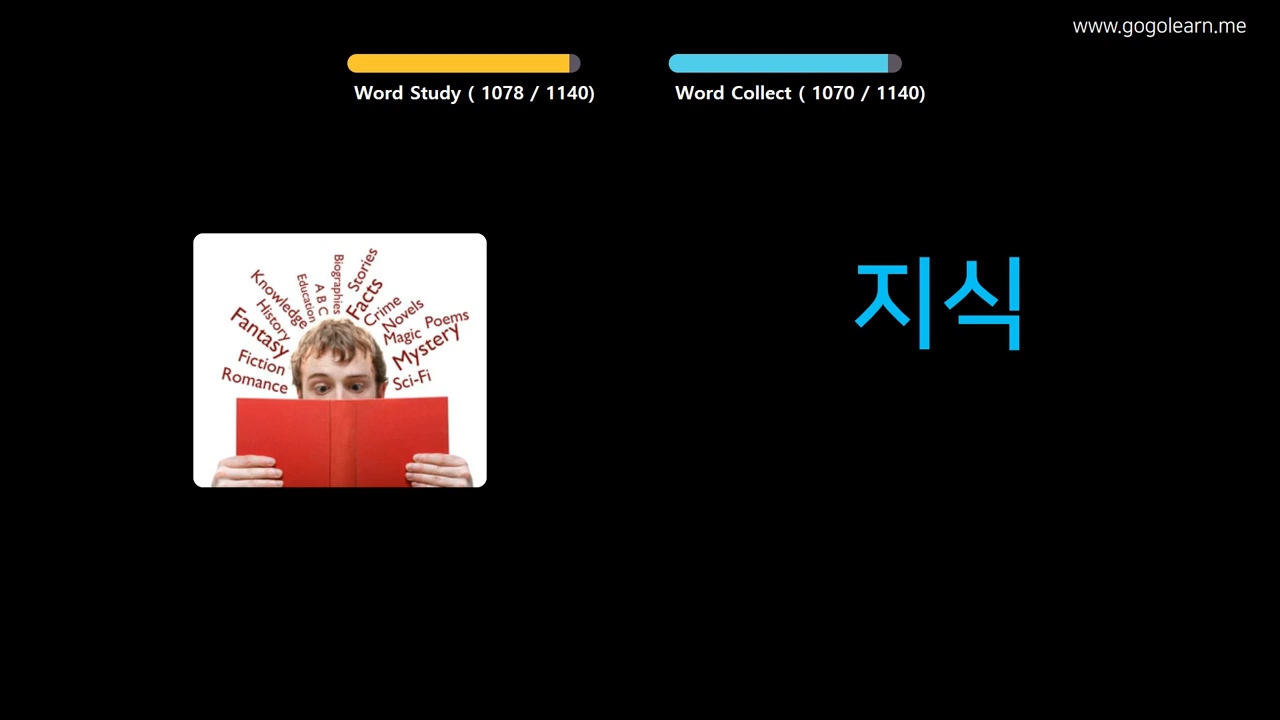 www.gogolearn.me
Word Study ( 1078 / 1140)
Word Collect ( 1070 / 1140)
지식
Knowledge
History
Fantasy
Fiction
Romance
Education
A B C
Biographies
Stories
Facts
Crime
Novels
Magic
Poems
Mystery
Sci-Fi